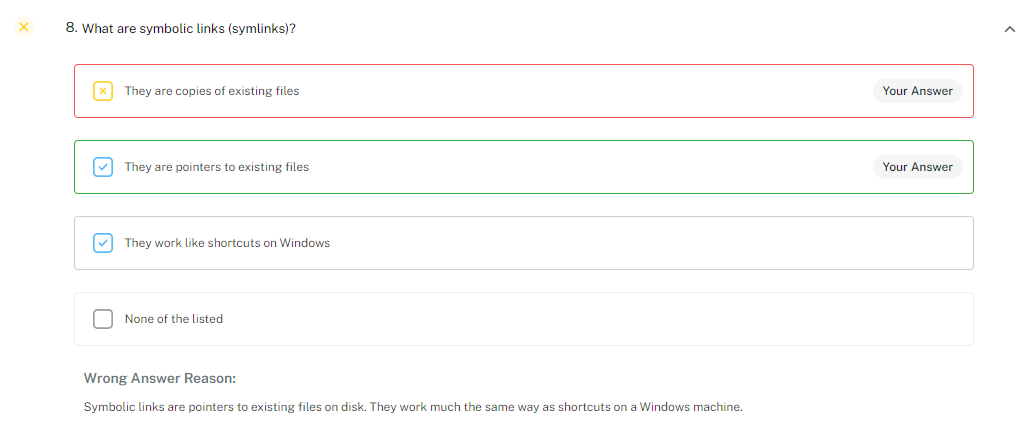 8. What are symbolic links (symlinks)?
They are copies of existing files Your Answer
They are pointers to existing files Your Answer
They work like shortcuts on Windows
None of the listed
Wrong Answer Reason:
Symbolic links are pointers to existing files on disk. They work much the same way as shortcuts on a Windows machine.